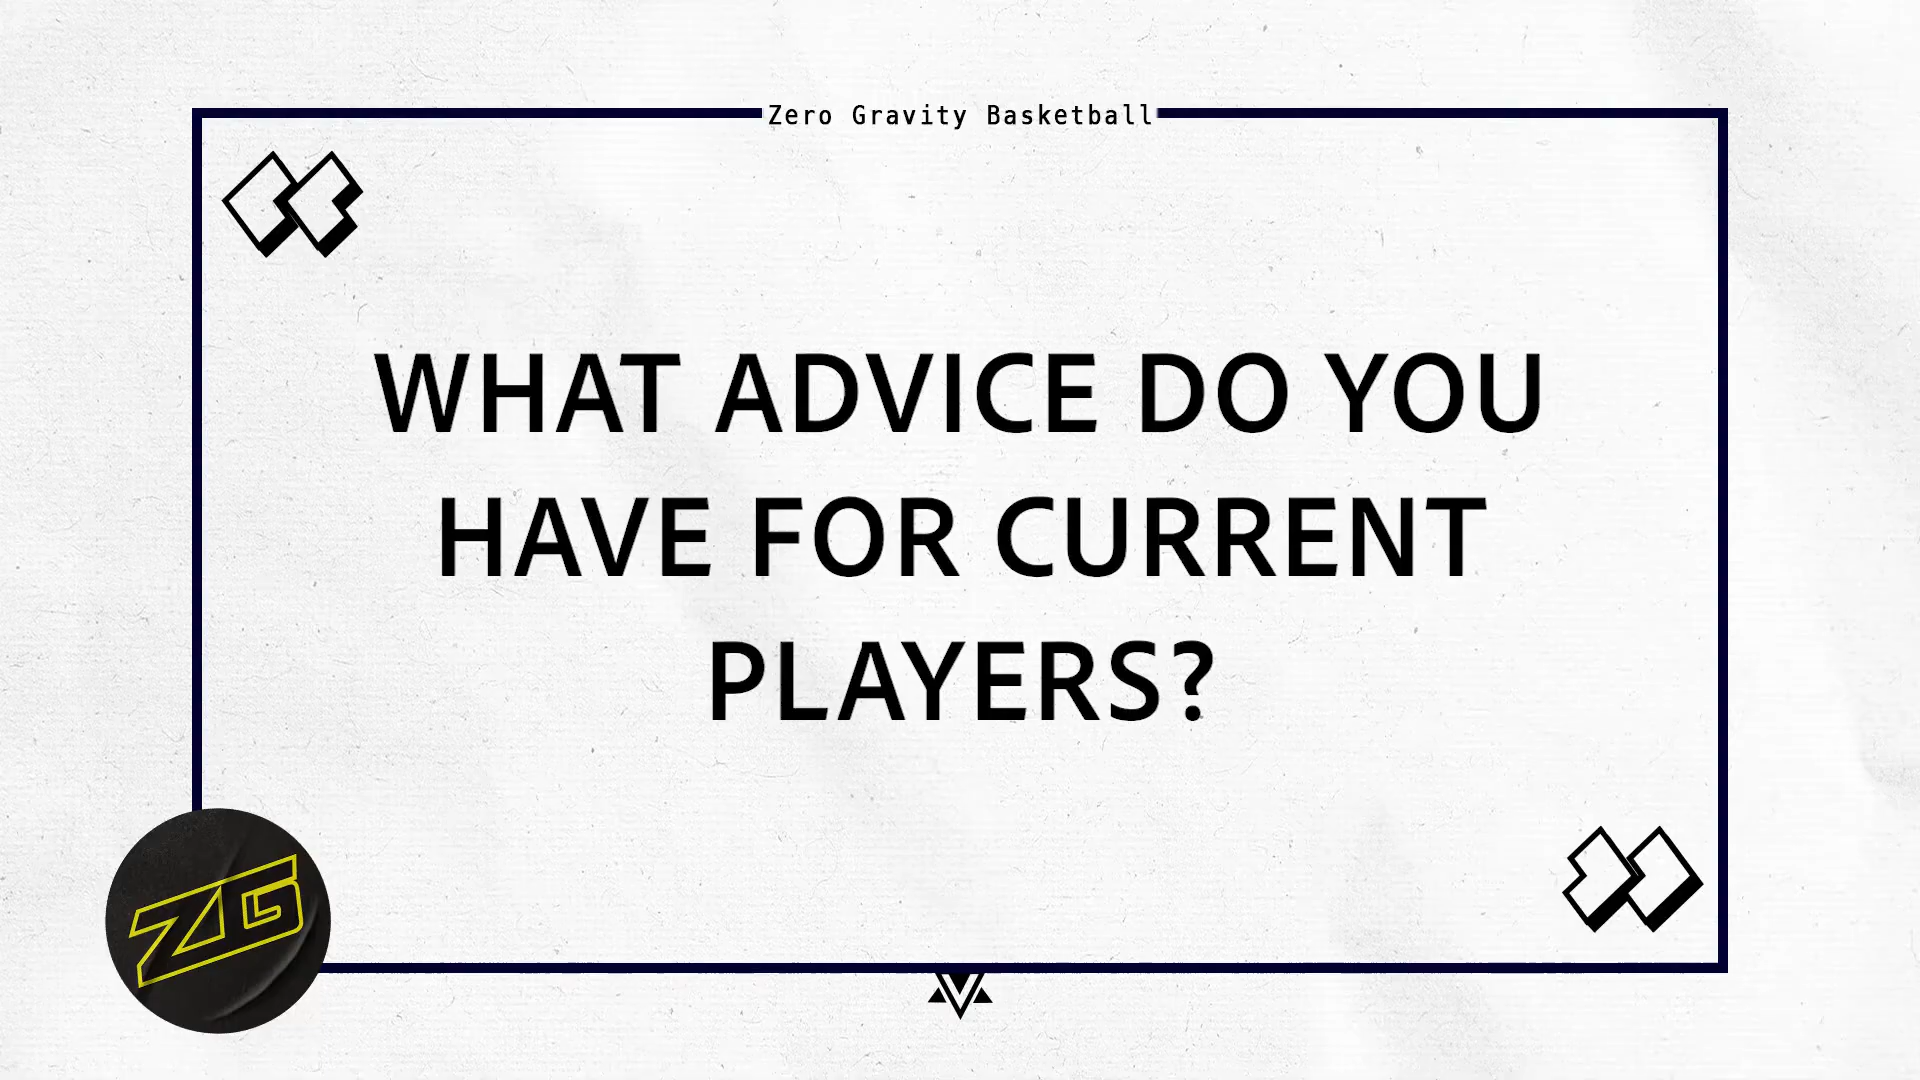 Zero Gravity Basketball
WHAT ADVICE DO YOU
HAVE FOR CURRENT
PLAYERS?
ZG